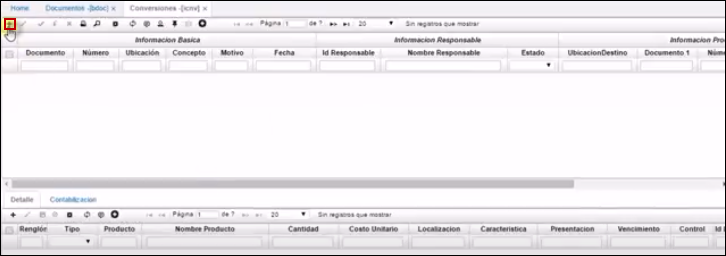 Home Documentos -[bdoc] × Conversiones -[icnv] ×
Página 1 de ? 20 Sin registros que mostrar
Informacion Basica Informacion Responsable Informacion Pro
Documento Número Ubicación Concepto Motivo Fecha Id Responsable Nombre Responsable Estado UbicacionDestino Documento 1 Núme
Detalle Contabilizacion
Página 1 de ? 20 Sin registros que mostrar
Renglón Tipo Producto Nombre Producto Cantidad Costo Unitario Localizacion Caracteristica Presentacion Vencimiento Control Id